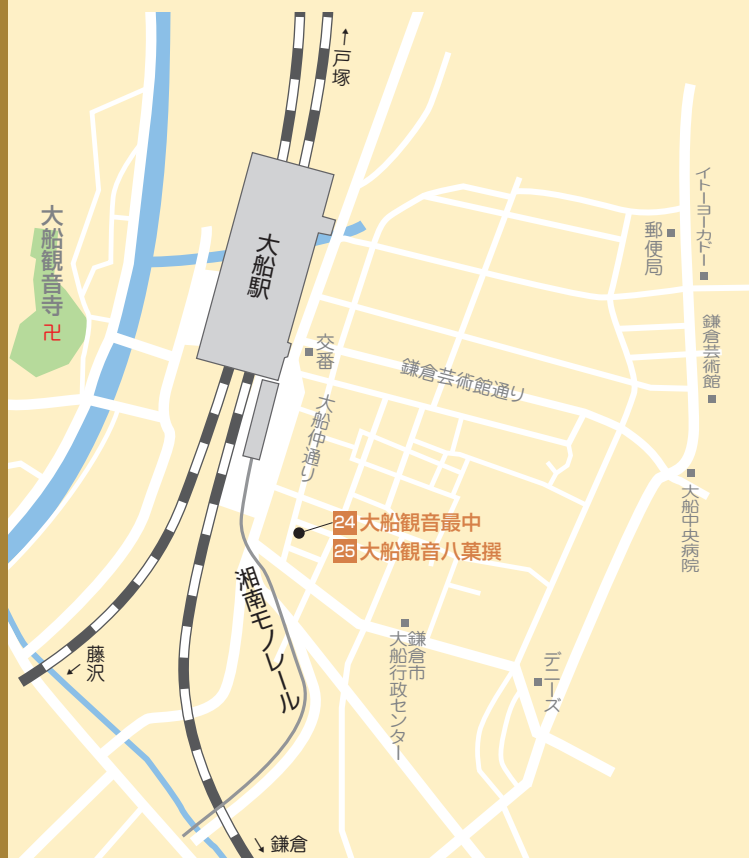 ↑戸塚
イトーヨーカドー
大船観音寺
卍
郵便局
大船駅
交番
鎌倉芸術館
鎌倉芸術館通り
大船仲通り
大船中央病院
24 大船観音最中
25 大船観音八菓撰
湘南モノレール
鎌倉市
大船行政センター
デニーズ
↙藤沢
↘鎌倉